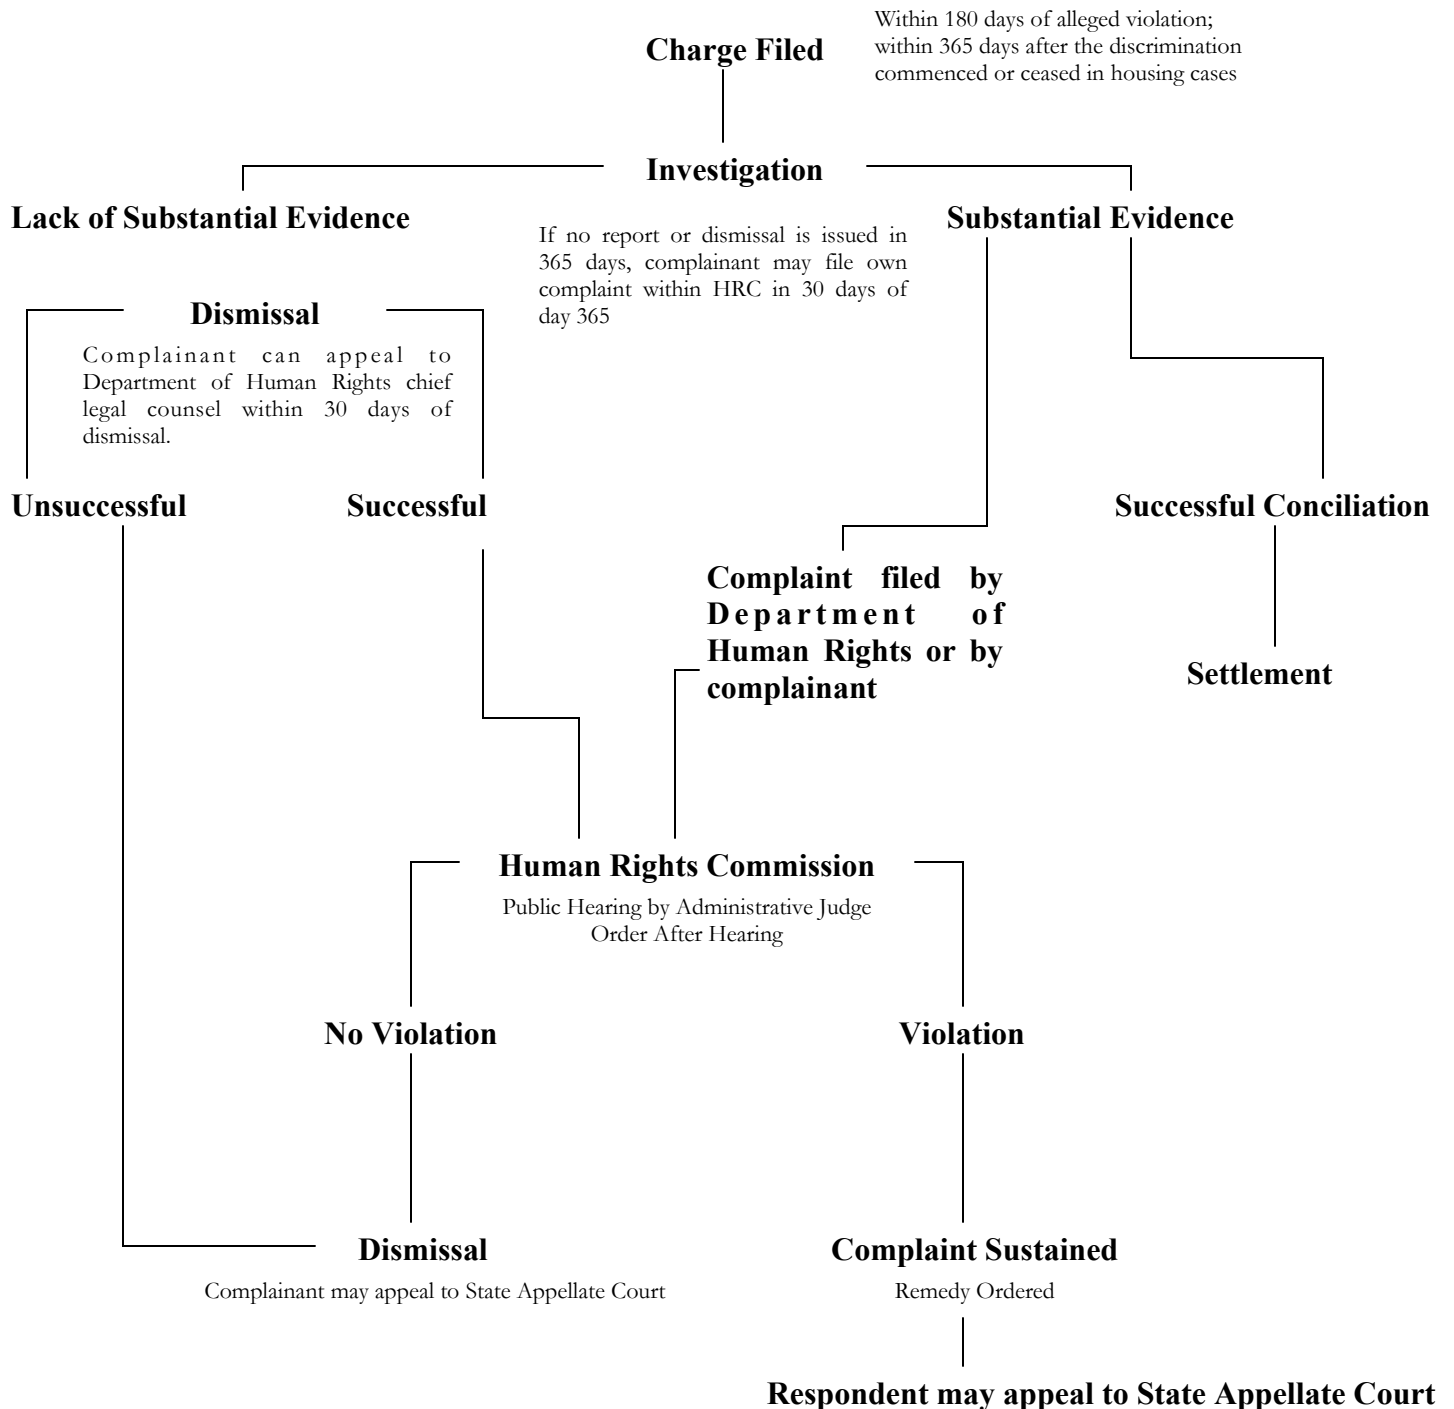 Within 180 days of alleged violation;
Charge Filed
within 365 days after the discrimination
commenced or ceased in housing cases
Investigation
Lack of Substantial Evidence
Substantial Evidence
If no report or dismissal is issued in
365 days, complainant may file own
complaint within HRC in 30 days of
day 365
Dismissal
Complainant can appeal to
Department of Human Rights chief
legal counsel within 30 days of
dismissal.
Unsuccessful
Successful
Successful Conciliation
Complaint filed by
Department of
Human Rights or by
complainant
Settlement
Human Rights Commission
Public Hearing by Administrative Judge
Order After Hearing
No Violation
Violation
Dismissal
Complaint Sustained
Complainant may appeal to State Appellate Court
Remedy Ordered
Respondent may appeal to State Appellate Court